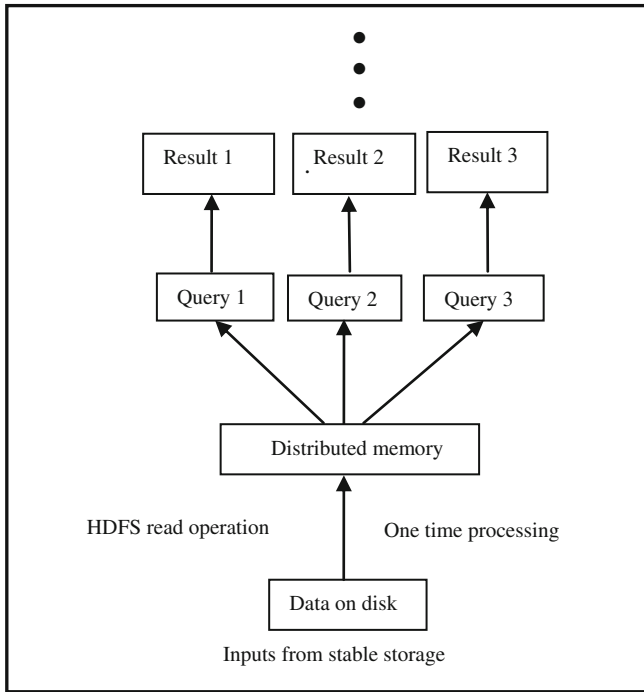 Result 1
Result 2
Result 3
Query 1
Query 2
Query 3
Distributed memory
HDFS read operation
One time processing
Data on disk
Inputs from stable storage